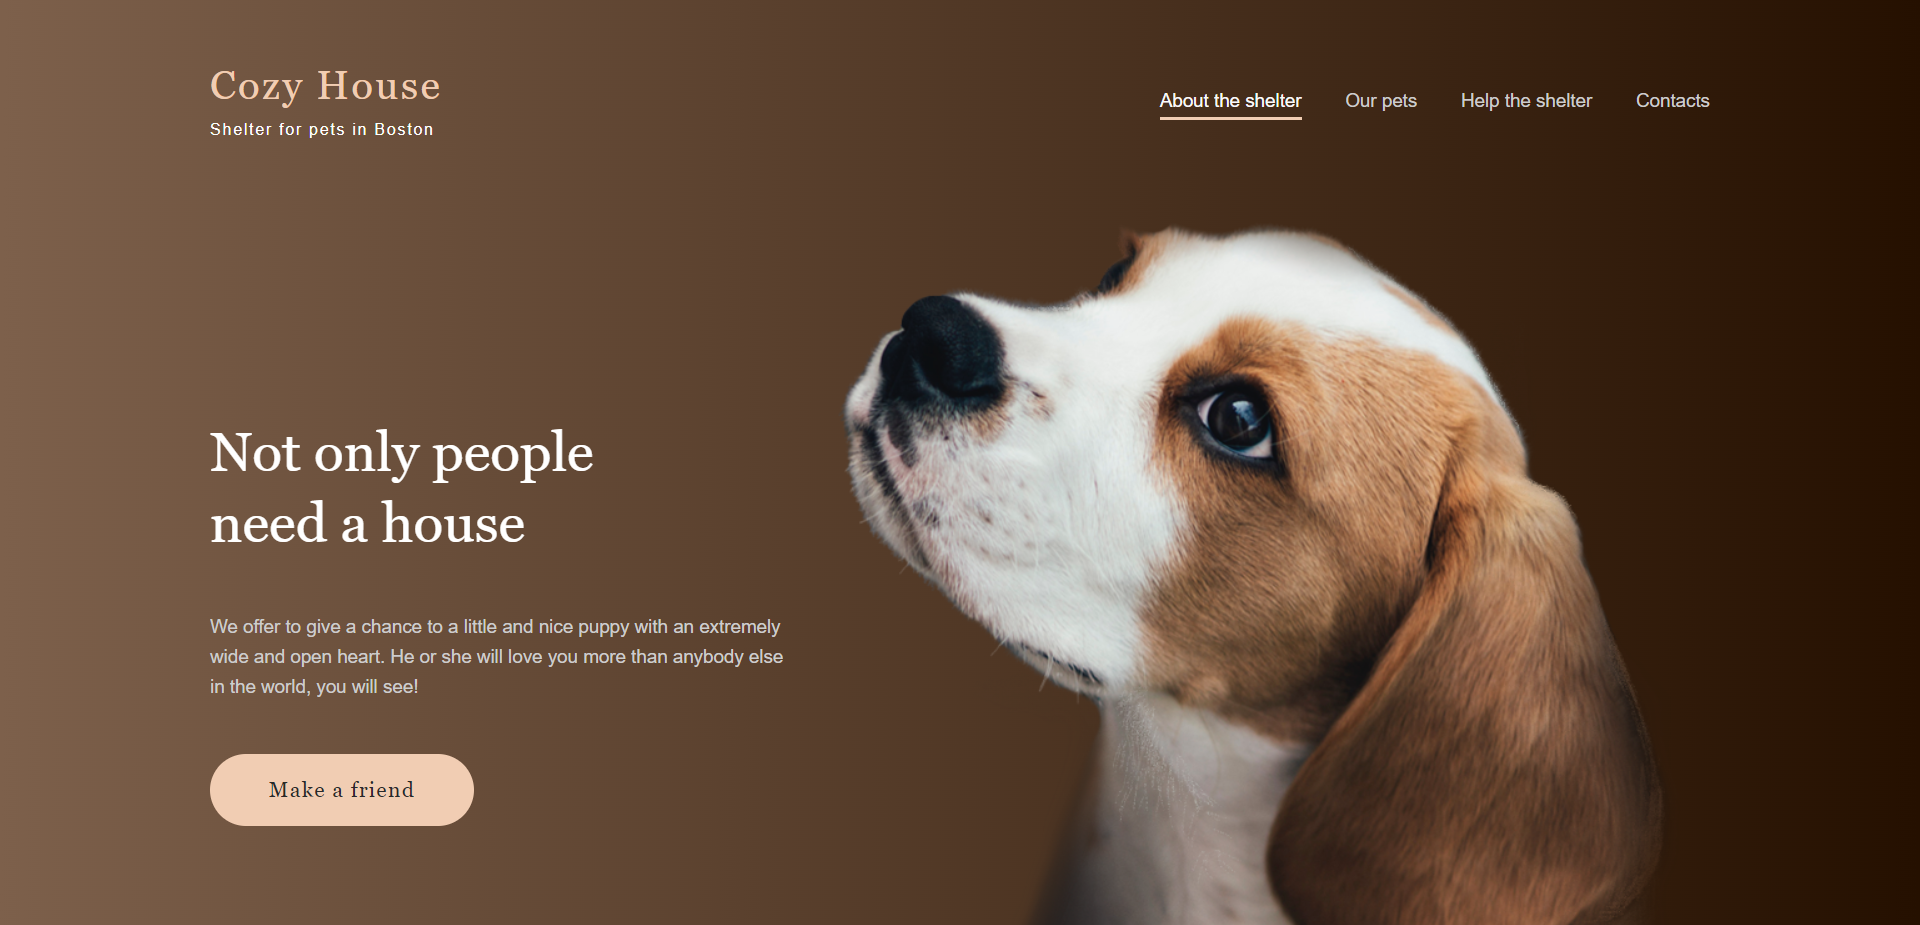 Cozy House
Shelter for pets in Boston
About the shelter
Our pets
Help the shelter
Contacts
Not only people
need a house
We offer to give a chance to a little and nice puppy with an extremely
wide and open heart. He or she will love you more than anybody else
in the world, you will see!
Make a friend